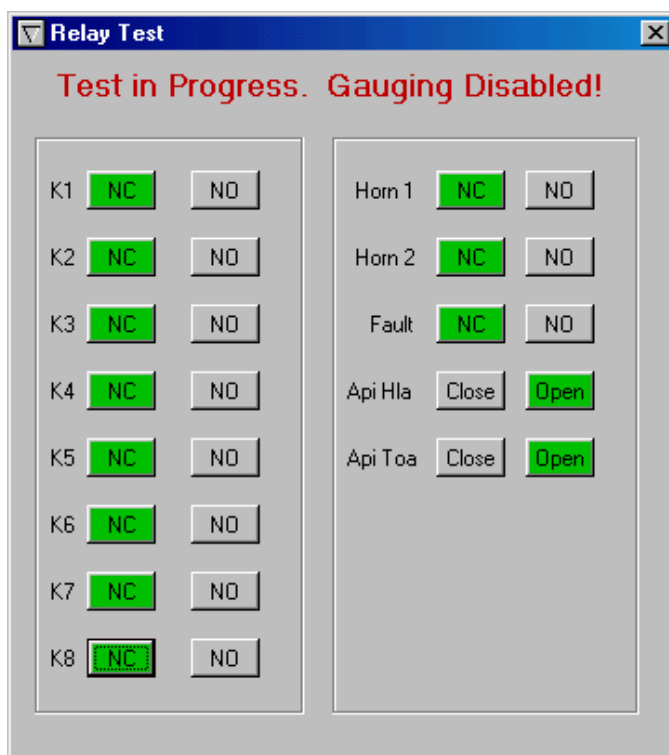 Relay Test
Test in Progress. Gauging Disabled!
K1 NC NO
K2 NC NO
K3 NC NO
K4 NC NO
K5 NC NO
K6 NC NO
K7 NC NO
K8 NC NO
Horn 1 NC NO
Horn 2 NC NO
Fault NC NO
Api Hla Close Open
Api Toa Close Open